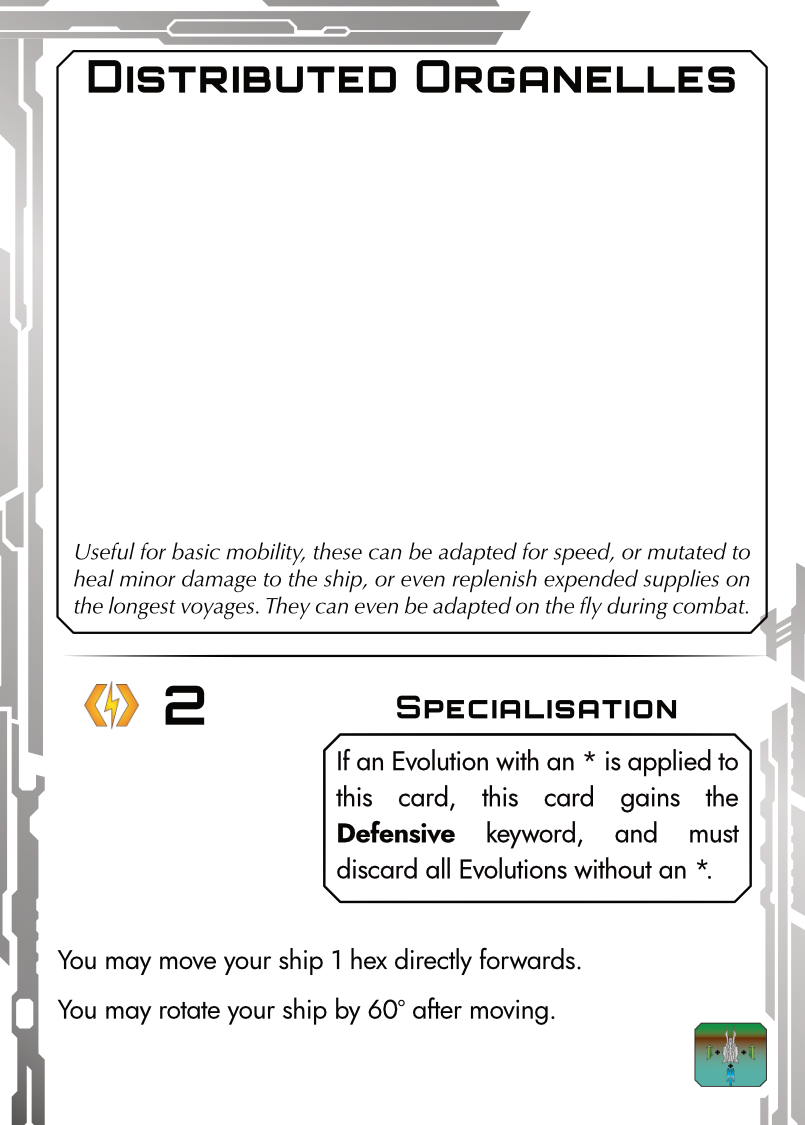 Distributed Organelles
Useful for basic mobility, these can be adapted for speed, or mutated to
heal minor damage to the ship, or even replenish expended supplies on
the longest voyages. They can even be adapted on the fly during combat.
2
Specialisation
If an Evolution with an * is applied to
this card, this card gains the
Defensive keyword, and must
discard all Evolutions without an *.
You may move your ship 1 hex directly forwards.
You may rotate your ship by 60° after moving.